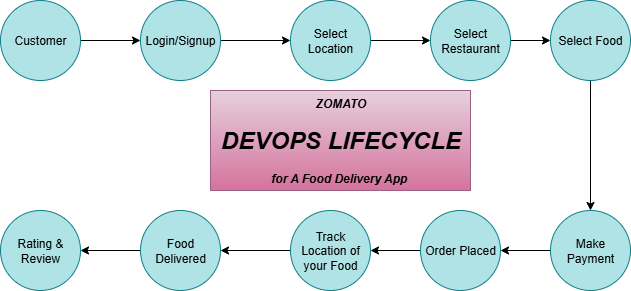 Customer
Login/Signup
Select
Location
Select
Restaurant
Select Food
ZOMATO
DEVOPS LIFECYCLE
for A Food Delivery App
Rating &
Review
Food
Delivered
Track
Location of
your Food
Order Placed
Make
Payment